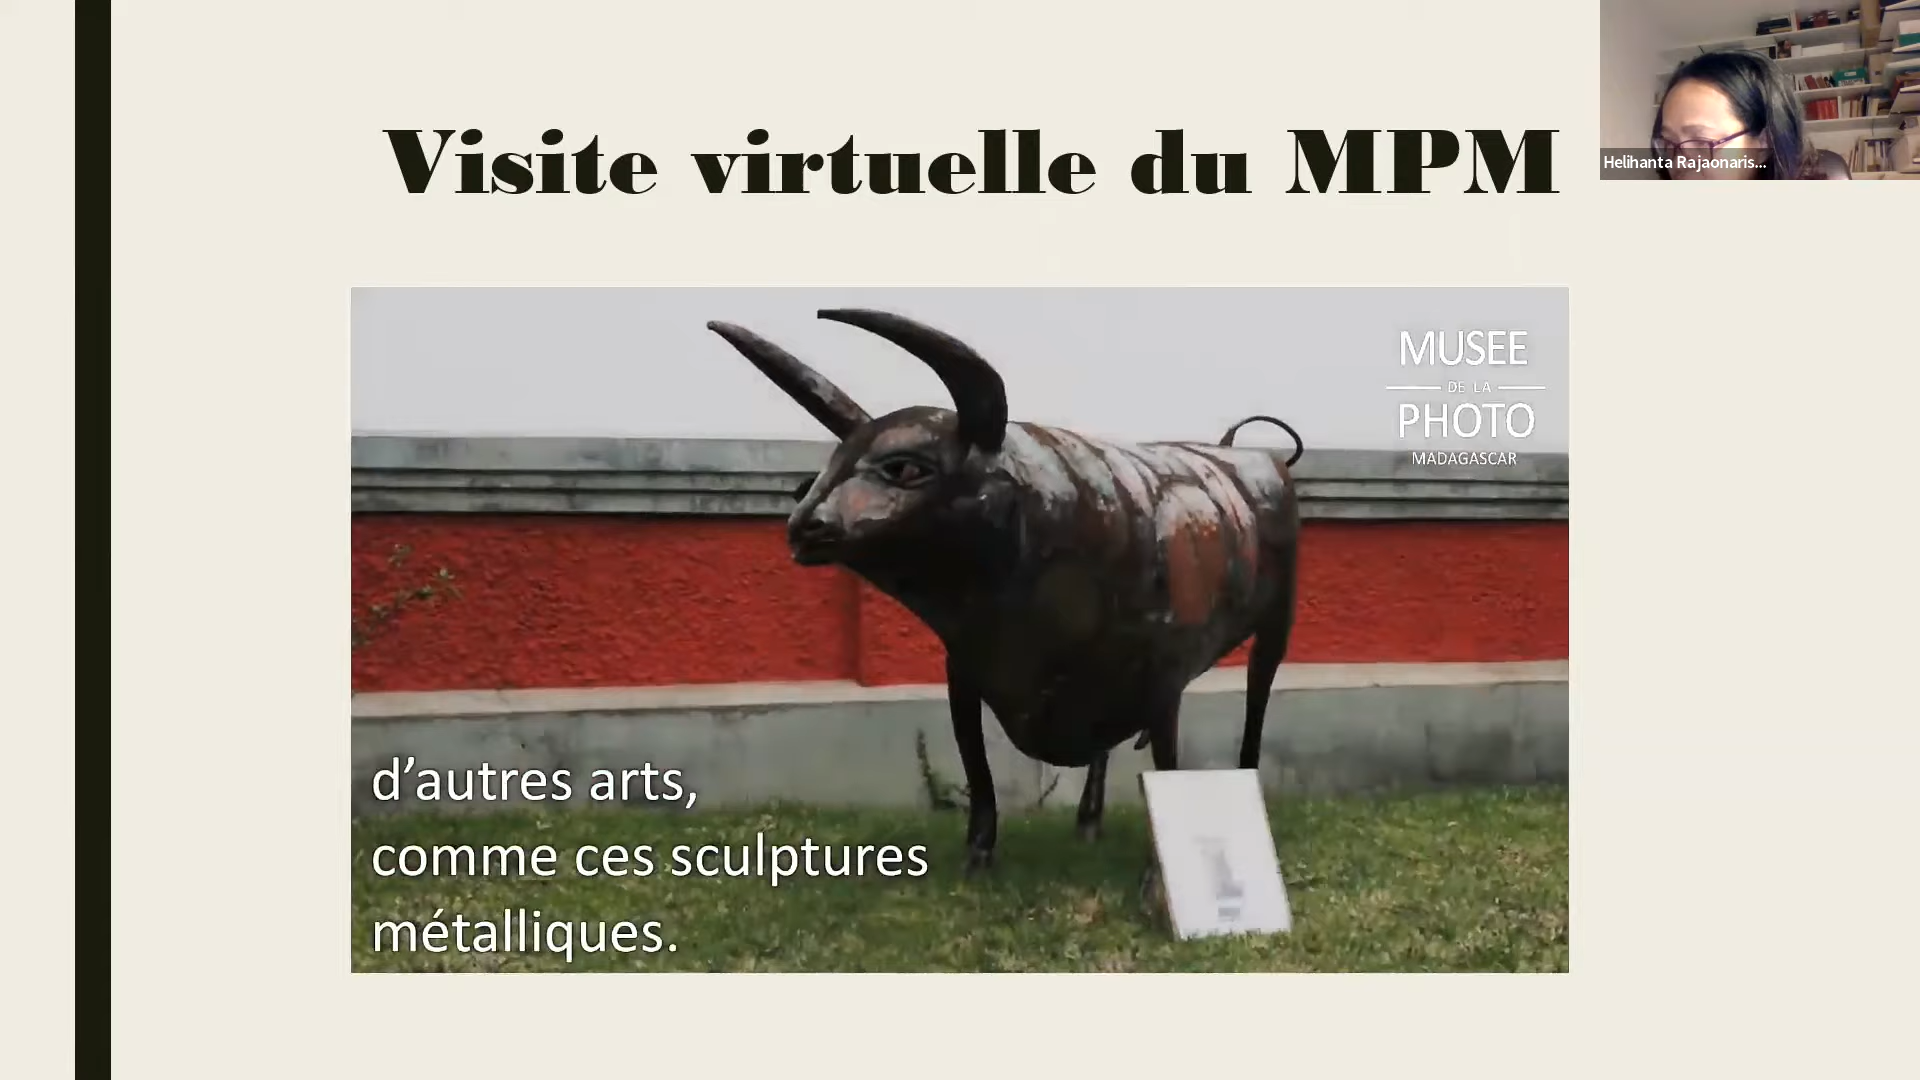 Visite virtuelle du MPM
Helihanta Rajaonaris...
MUSEE
DE LA
PHOTO
MADAGASCAR
d’autres arts,
comme ces sculptures
métalliques.